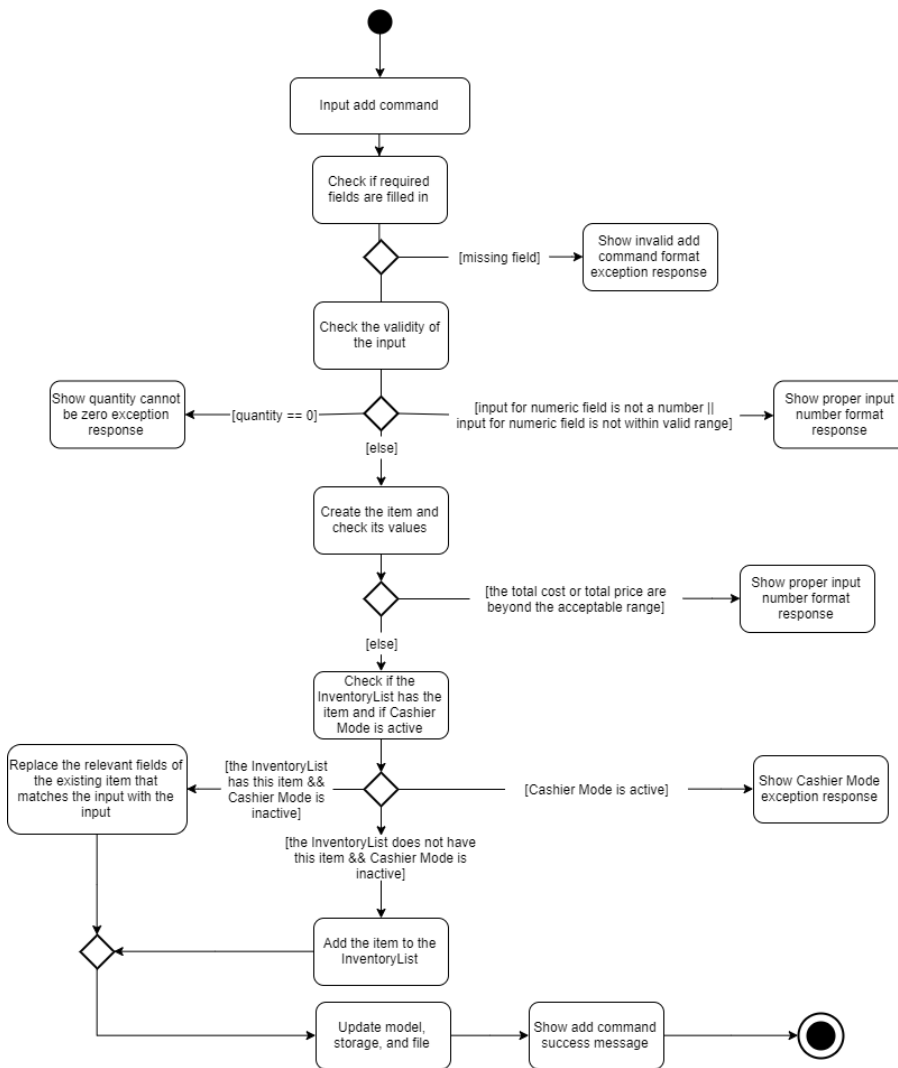 Input add command
Check if required
fields are filled in
[missing field]
Show invalid add
command format
exception response
Check the validity of
the input
Show quantity cannot
be zero exception
response
[quantity == 0]
[input for numeric field is not a number ||
input for numeric field is not within valid range]
Show proper input
number format
response
[else]
Create the item and
check its values
[the total cost or total price are
beyond the acceptable range]
Show proper input
number format
response
[else]
Check if the
InventoryList has the
item and if Cashier
Mode is active
Replace the relevant fields of
the existing item that
matches the input with the
input
[the InventoryList
has this item &&
Cashier Mode is
inactive]
[Cashier Mode is active]
Show Cashier Mode
exception response
[the InventoryList does not have
this item && Cashier Mode is
inactive]
Add the item to the
InventoryList
Update model,
storage, and file
Show add command
success message